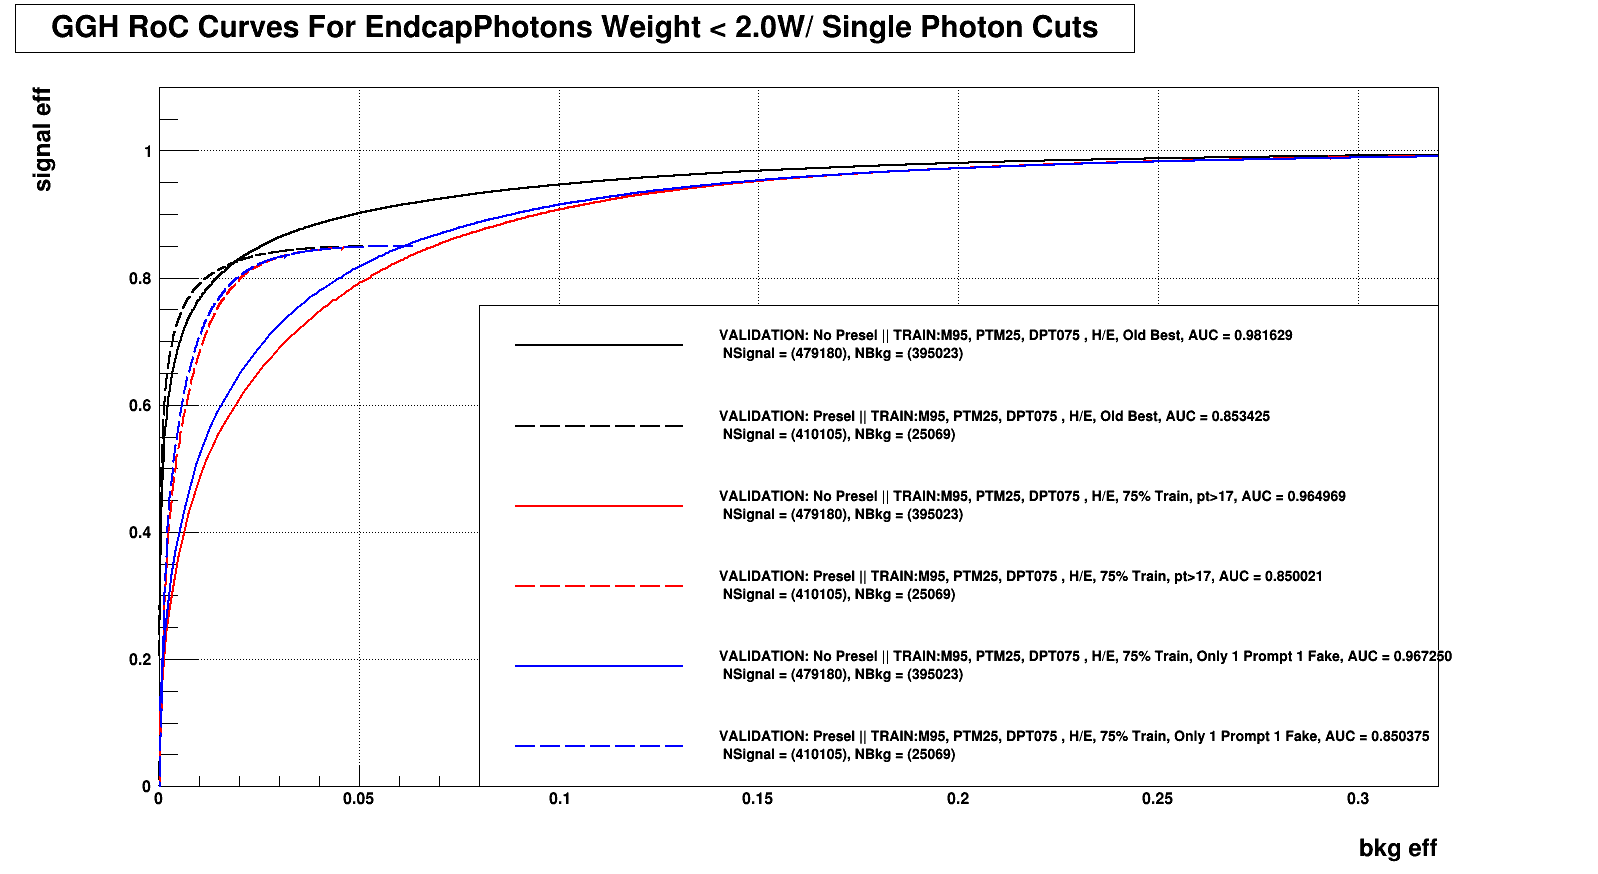 GGH RoC Curves For EndcapPhotons Weight < 2.0W/ Single Photon Cuts
signal eff
1
0.8
0.6
0.4
0.2
0
VALIDATION: No Presel || TRAIN:M95, PTM25, DPT075 , H/E, Old Best, AUC = 0.981629
NSignal = (479180), NBkg = (395023)
VALIDATION: Presel || TRAIN:M95, PTM25, DPT075 , H/E, Old Best, AUC = 0.853425
NSignal = (410105), NBkg = (25069)
VALIDATION: No Presel || TRAIN:M95, PTM25, DPT075 , H/E, 75% Train, pt>17, AUC = 0.964969
NSignal = (479180), NBkg = (395023)
VALIDATION: Presel || TRAIN:M95, PTM25, DPT075 , H/E, 75% Train, pt>17, AUC = 0.850021
NSignal = (410105), NBkg = (25069)
VALIDATION: No Presel || TRAIN:M95, PTM25, DPT075 , H/E, 75% Train, Only 1 Prompt 1 Fake, AUC = 0.967250
NSignal = (479180), NBkg = (395023)
VALIDATION: Presel || TRAIN:M95, PTM25, DPT075 , H/E, 75% Train, Only 1 Prompt 1 Fake, AUC = 0.850375
NSignal = (410105), NBkg = (25069)
0 0.05 0.1 0.15 0.2 0.25 0.3
bkg eff